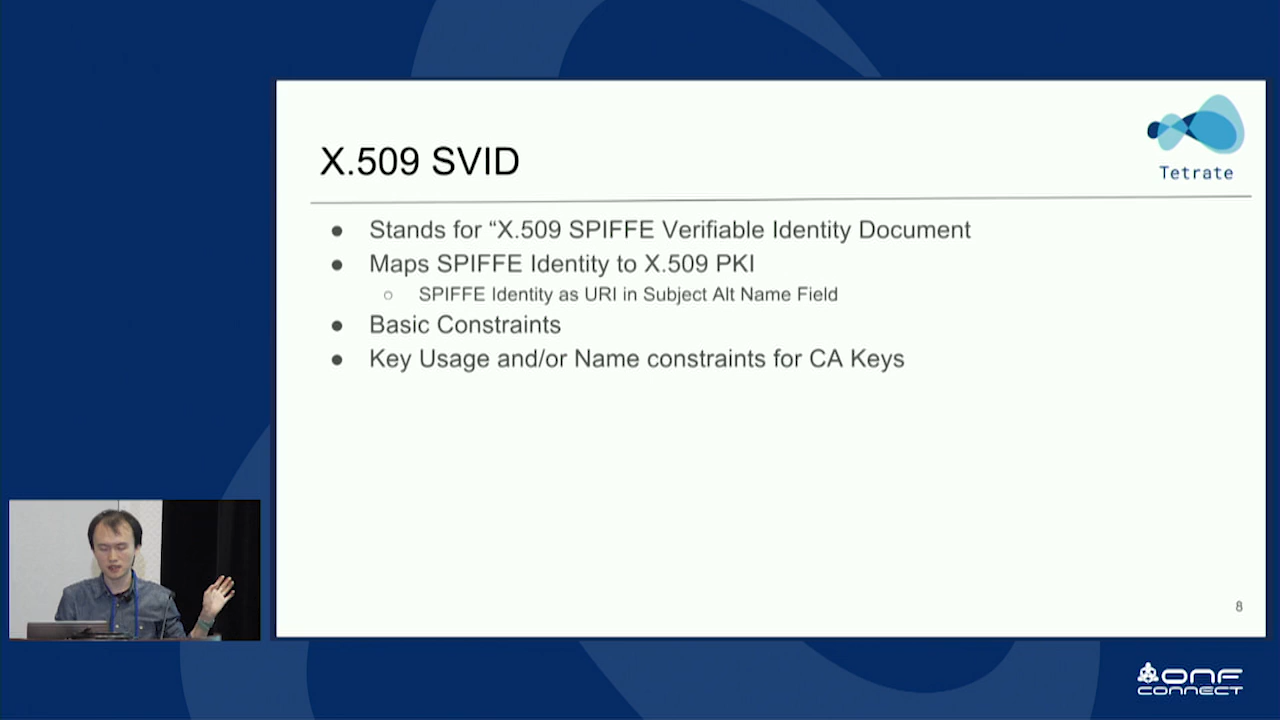 Tetrate
X.509 SVID
● Stands for “X.509 SPIFFE Verifiable Identity Document
● Maps SPIFFE Identity to X.509 PKI
○ SPIFFE Identity as URI in Subject Alt Name Field
● Basic Constraints
● Key Usage and/or Name constraints for CA Keys
8
ONF
CONNECT